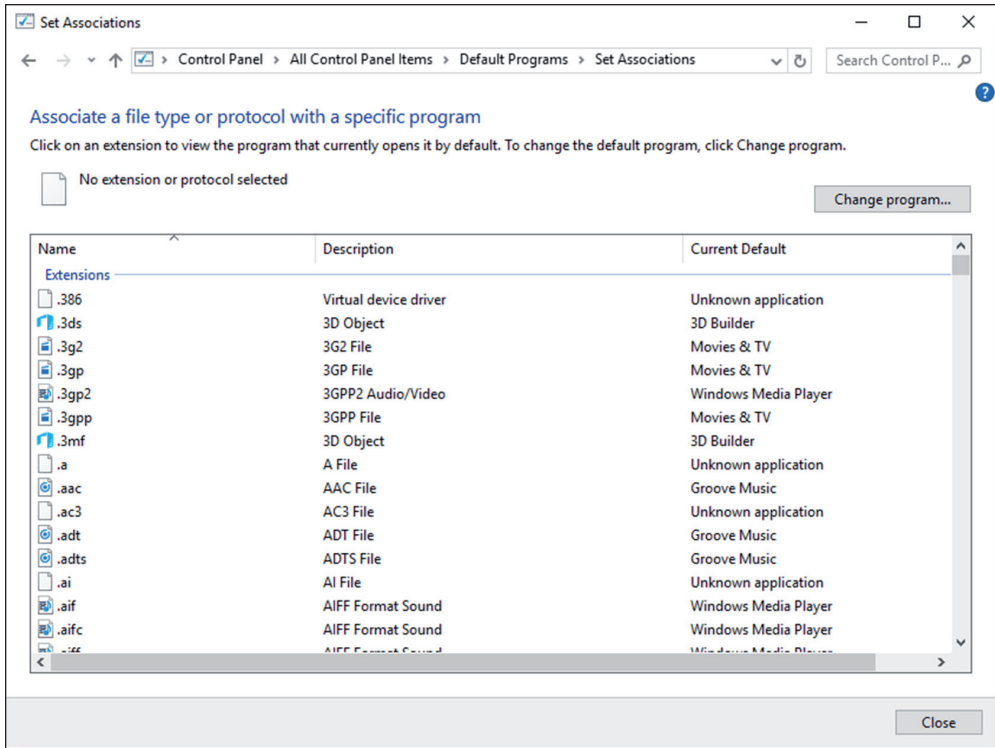 Set Associations
Control Panel > All Control Panel Items > Default Programs > Set Associations
Search Control P...
?
Associate a file type or protocol with a specific program
Click on an extension to view the program that currently opens it by default. To change the default program, click Change program.
No extension or protocol selected
Change program...
Name Description Current Default
Extensions
.386 Virtual device driver Unknown application
.3ds 3D Object 3D Builder
.3g2 3G2 File Movies & TV
.3gp 3GP File Movies & TV
.3gp2 3GPP2 Audio/Video Windows Media Player
.3gpp 3GPP File Movies & TV
.3mf 3D Object 3D Builder
.a A File Unknown application
.aac AAC File Groove Music
.ac3 AC3 File Unknown application
.adt ADT File Groove Music
.adts ADTS File Groove Music
.ai AI File Unknown application
.aif AIFF Format Sound Windows Media Player
.aifc AIFF Format Sound Windows Media Player
.aiff AIFF Format Sound Windows Media Player
Close